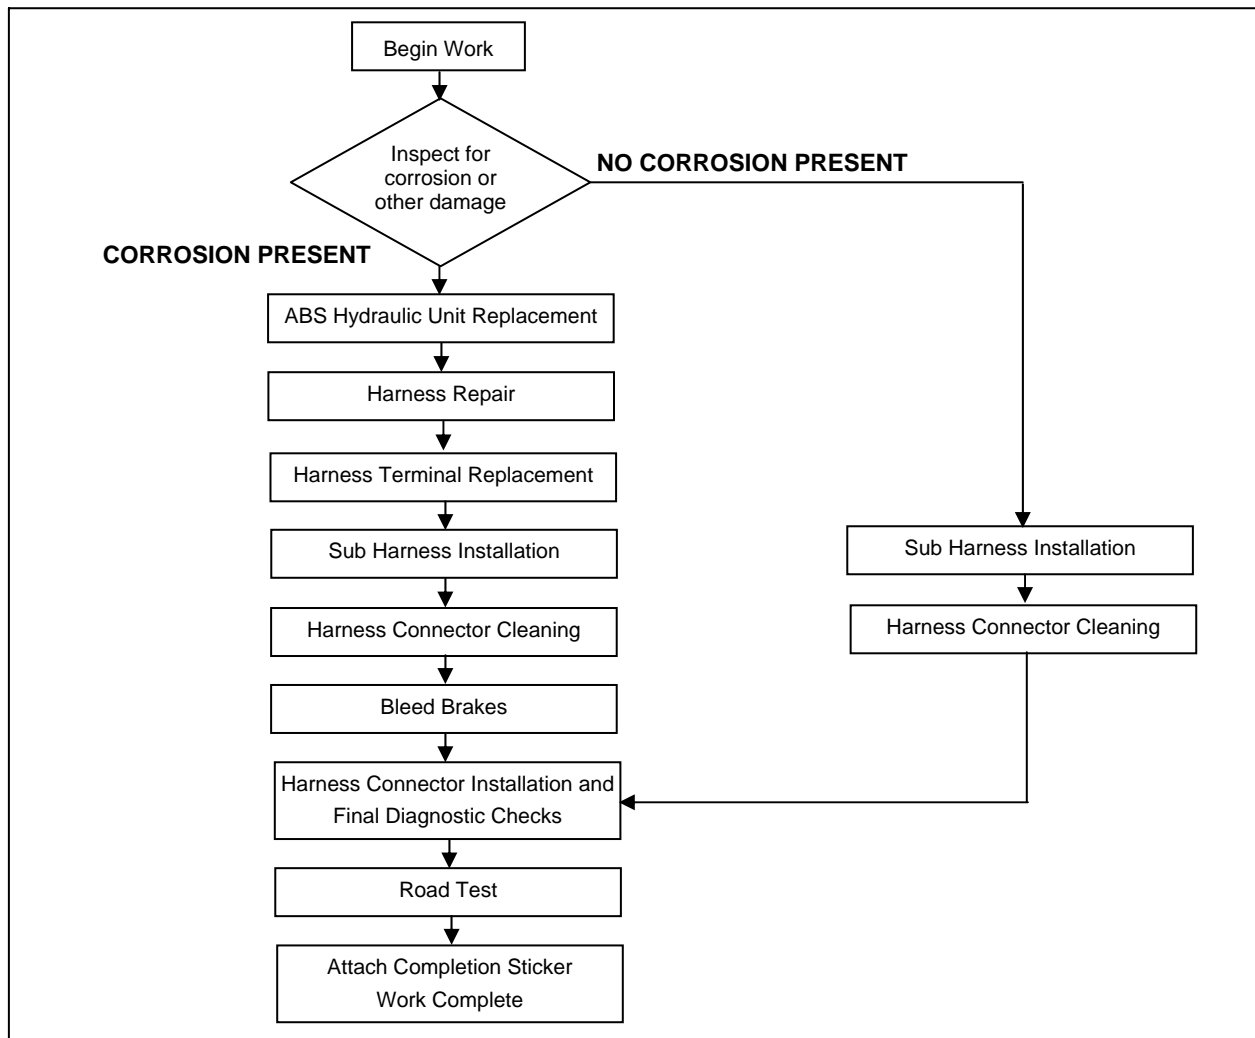 Begin Work
Inspect for
corrosion or
other damage
NO CORROSION PRESENT
CORROSION PRESENT
ABS Hydraulic Unit Replacement
Harness Repair
Harness Terminal Replacement
Sub Harness Installation
Harness Connector Cleaning
Bleed Brakes
Harness Connector Installation and
Final Diagnostic Checks
Road Test
Attach Completion Sticker
Work Complete
Sub Harness Installation
Harness Connector Cleaning